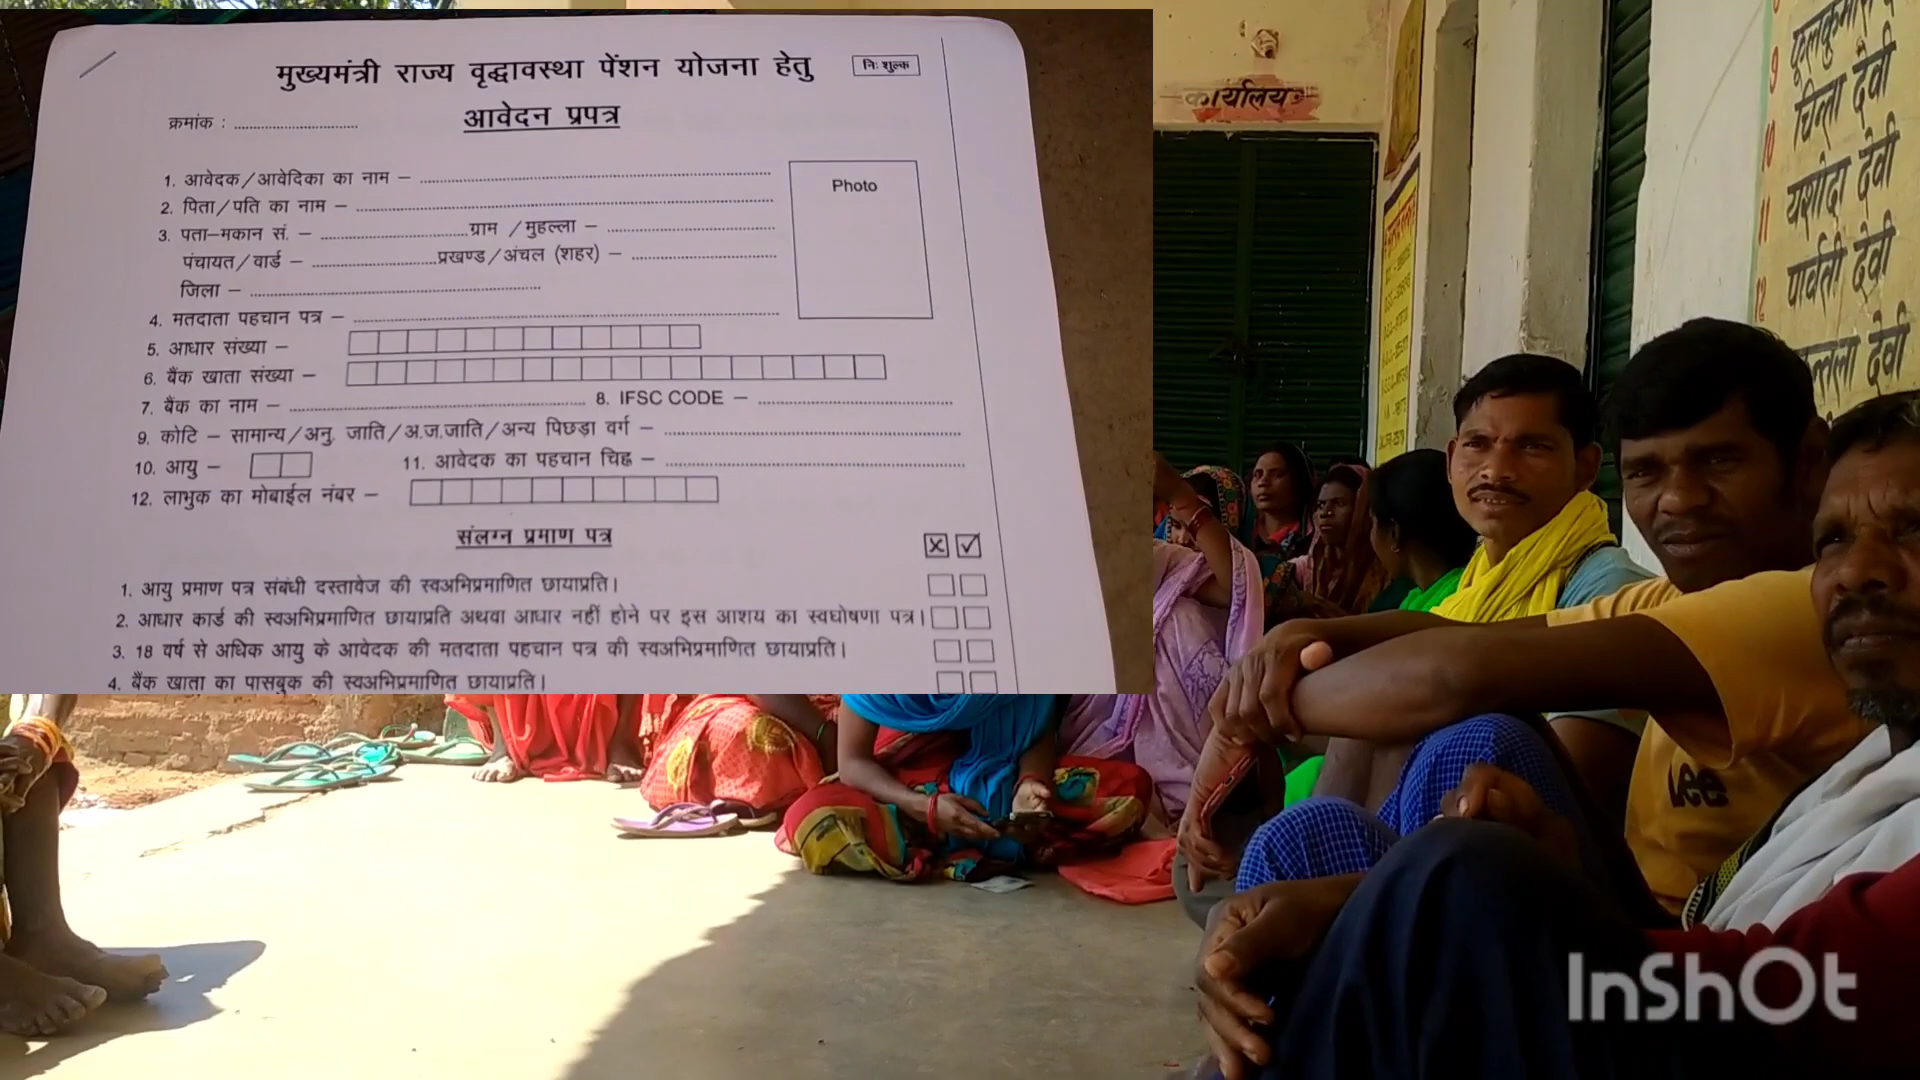 मुख्यमंत्री राज्य वृद्धावस्था पेंशन योजना हेतु
निः शुल्क
आवेदन प्रपत्र
क्रमांक : ..............................
1. आवेदक/आवेदिका का नाम –
Photo
2. पिता/पति का नाम –
3. पता–मकान सं. – ग्राम /मुहल्ला –
पंचायत/वार्ड – प्रखण्ड/अंचल (शहर) –
जिला –
4. मतदाता पहचान पत्र –
5. आधार संख्या –
6. बैंक खाता संख्या –
7. बैंक का नाम – 8. IFSC CODE –
9. कोटि – सामान्य/अनु. जाति/अ.ज.जाति/अन्य पिछड़ा वर्ग –
10. आयु – 11. आवेदक का पहचान चिह्न –
12. लाभुक का मोबाईल नंबर –
संलग्न प्रमाण पत्र
1. आयु प्रमाण पत्र संबंधी दस्तावेज की स्वअभिप्रमाणित छायाप्रति।
2. आधार कार्ड की स्वअभिप्रमाणित छायाप्रति अथवा आधार नहीं होने पर इस आशय का स्वघोषणा पत्र।
3. 18 वर्ष से अधिक आयु के आवेदक की मतदाता पहचान पत्र की स्वअभिप्रमाणित छायाप्रति।
4. बैंक खाता का पासबुक की स्वअभिप्रमाणित छायाप्रति।
कार्यालय
9 चिन्ता देवी
10 यशोदा देवी
11 पार्वती देवी
12
देवी
Lee
InShOt